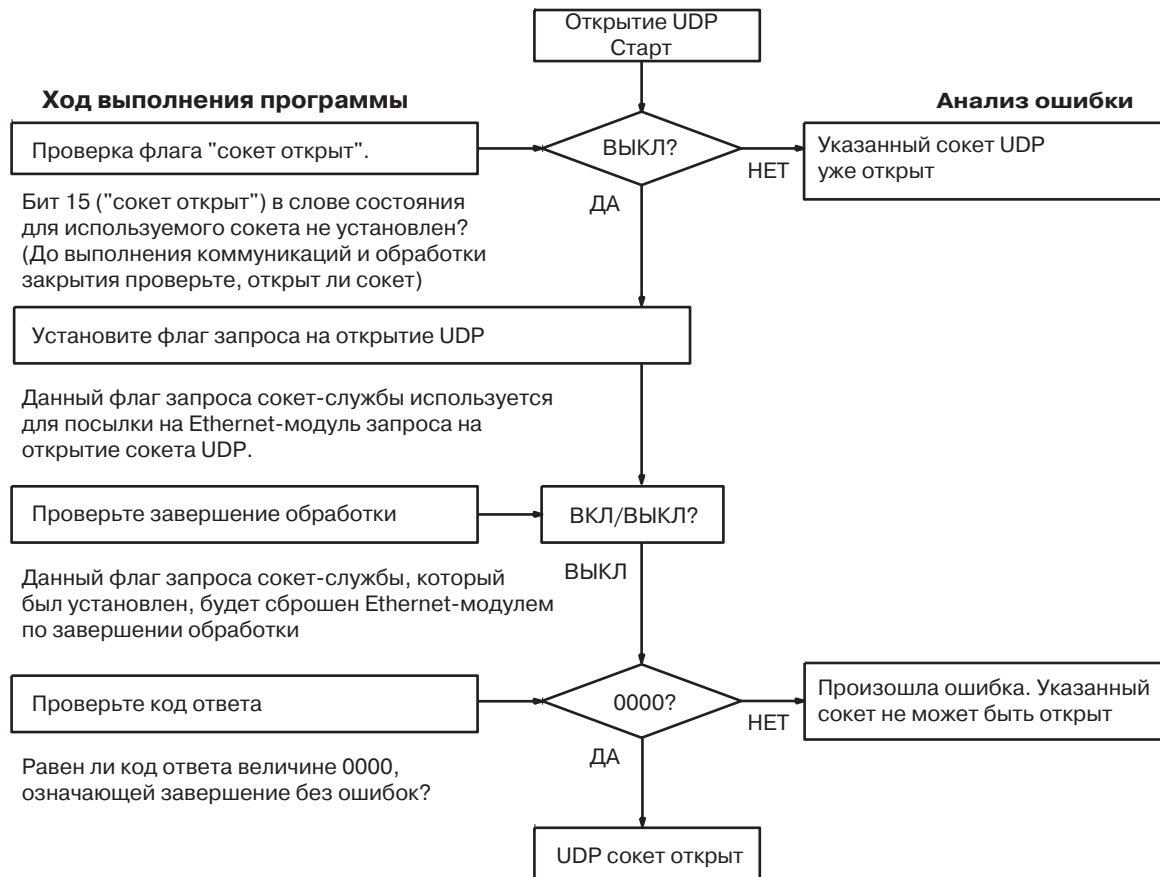 Открытие UDP
Старт
Ход выполнения программы
Анализ ошибки
Проверка флага "сокет открыт".
ВЫКЛ?
НЕТ
Указанный сокет UDP
уже открыт
ДА
Бит 15 ("сокет открыт") в слове состояния
для используемого сокета не установлен?
(До выполнения коммуникаций и обработки
закрытия проверьте, открыт ли сокет)
Установите флаг запроса на открытие UDP
Данный флаг запроса сокет-службы используется
для посылки на Ethernet-модуль запроса на
открытие сокета UDP.
Проверьте завершение обработки
ВКЛ/ВЫКЛ?
ВЫКЛ
Данный флаг запроса сокет-службы, который
был установлен, будет сброшен Ethernet-модулем
по завершении обработки
Проверьте код ответа
0000?
НЕТ
Произошла ошибка. Указанный
сокет не может быть открыт
ДА
Равен ли код ответа величине 0000,
означающей завершение без ошибок?
UDP сокет открыт